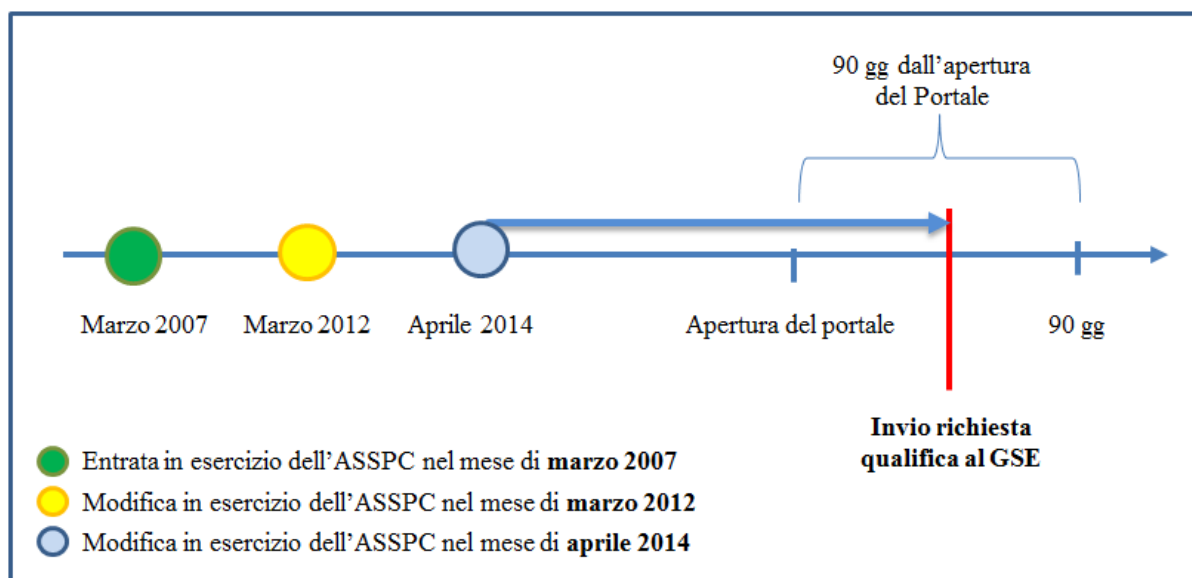 90 gg dall'apertura
del Portale
Marzo 2007
Marzo 2012
Aprile 2014
Apertura del portale
90 gg
Invio richiesta
qualifica al GSE
Entrata in esercizio dell'ASSPC nel mese di marzo 2007
Modifica in esercizio dell'ASSPC nel mese di marzo 2012
Modifica in esercizio dell'ASSPC nel mese di aprile 2014